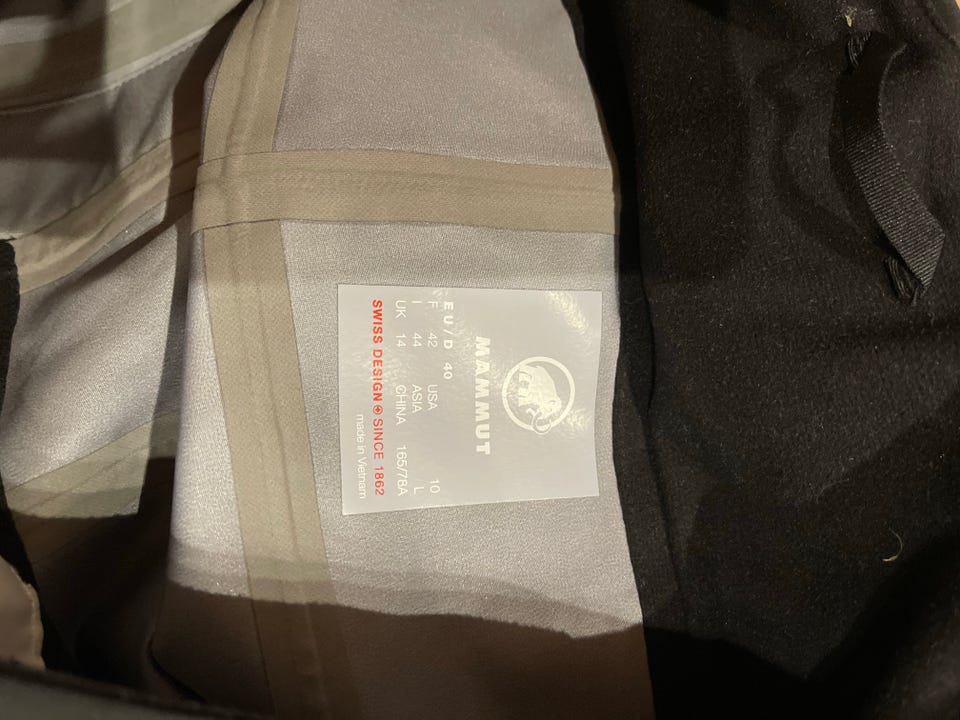 MAMMUT
EU/D 40
F 42 USA 10
I 44 ASIA L
UK 14 CHINA 165/78A
SWISS DESIGN SINCE 1862
made in Vietnam